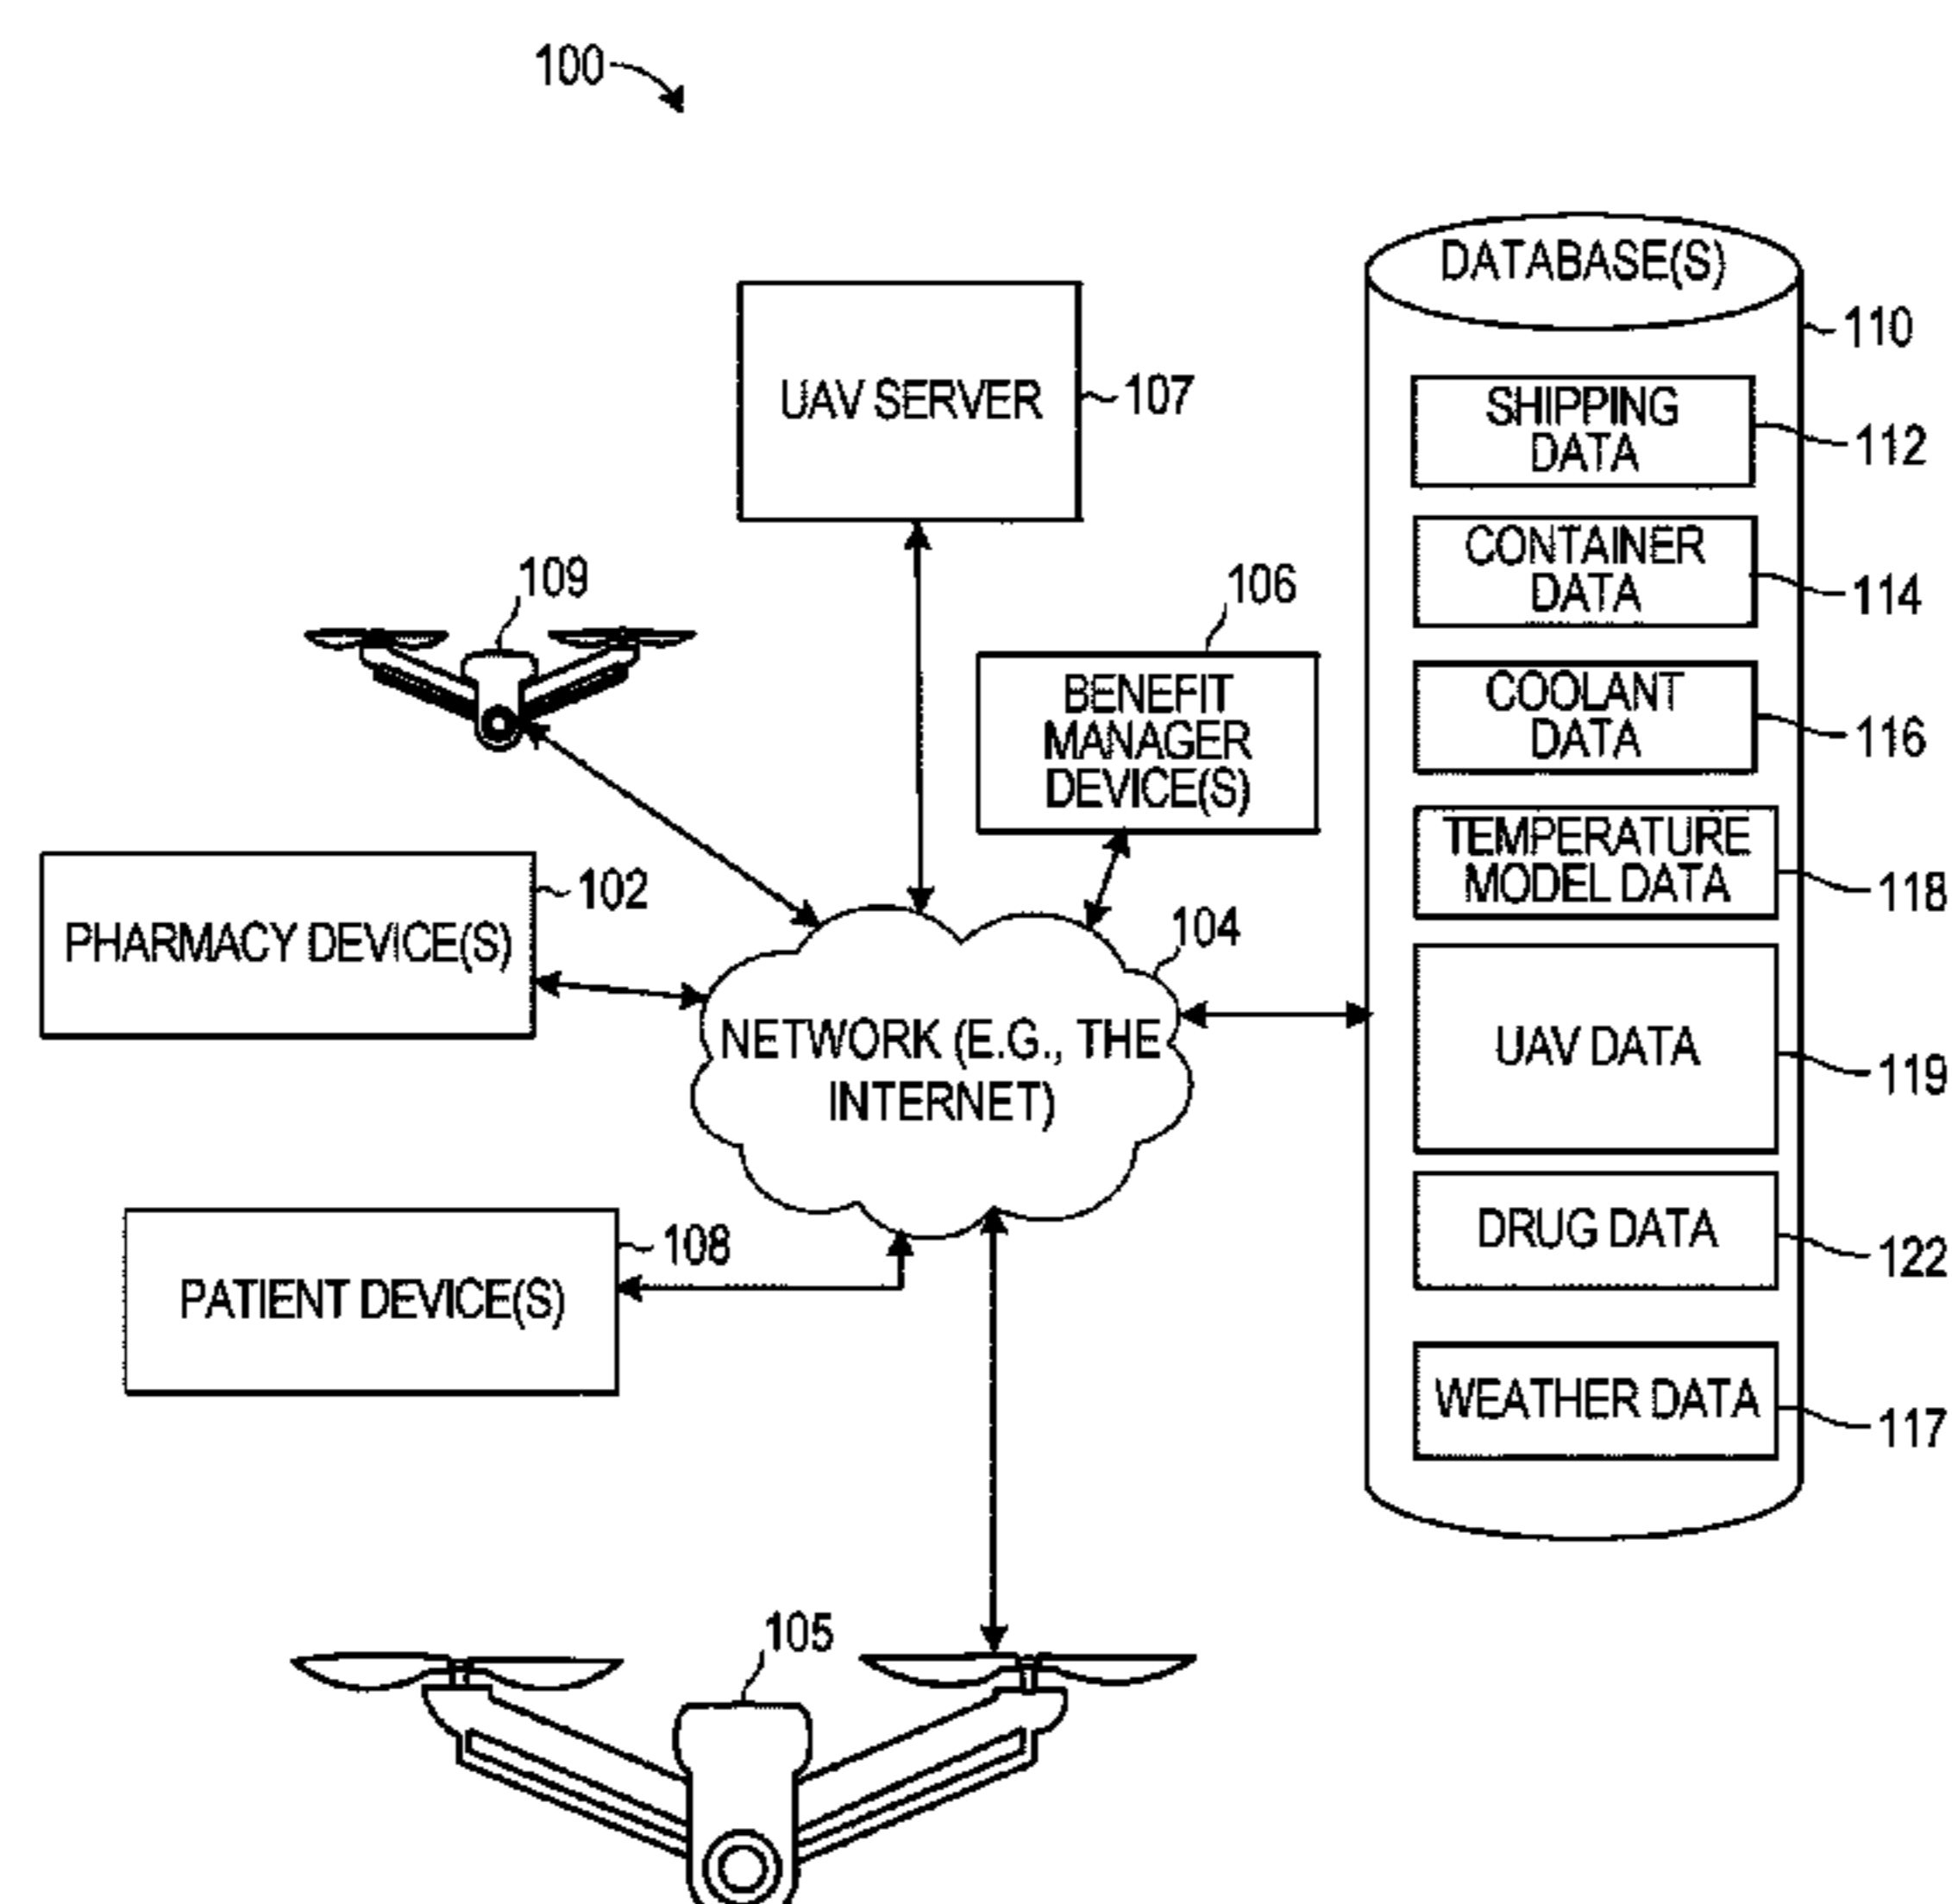 100
DATABASE(S)
110
UAV SERVER
107
SHIPPING
DATA
112
CONTAINER
DATA
114
109
106
BENEFIT
MANAGER
DEVICE(S)
COOLANT
DATA
116
TEMPERATURE
MODEL DATA
118
PHARMACY DEVICE(S)
102
104
NETWORK (E.G., THE
INTERNET)
UAV DATA
119
PATIENT DEVICE(S)
108
DRUG DATA
122
WEATHER DATA
117
105